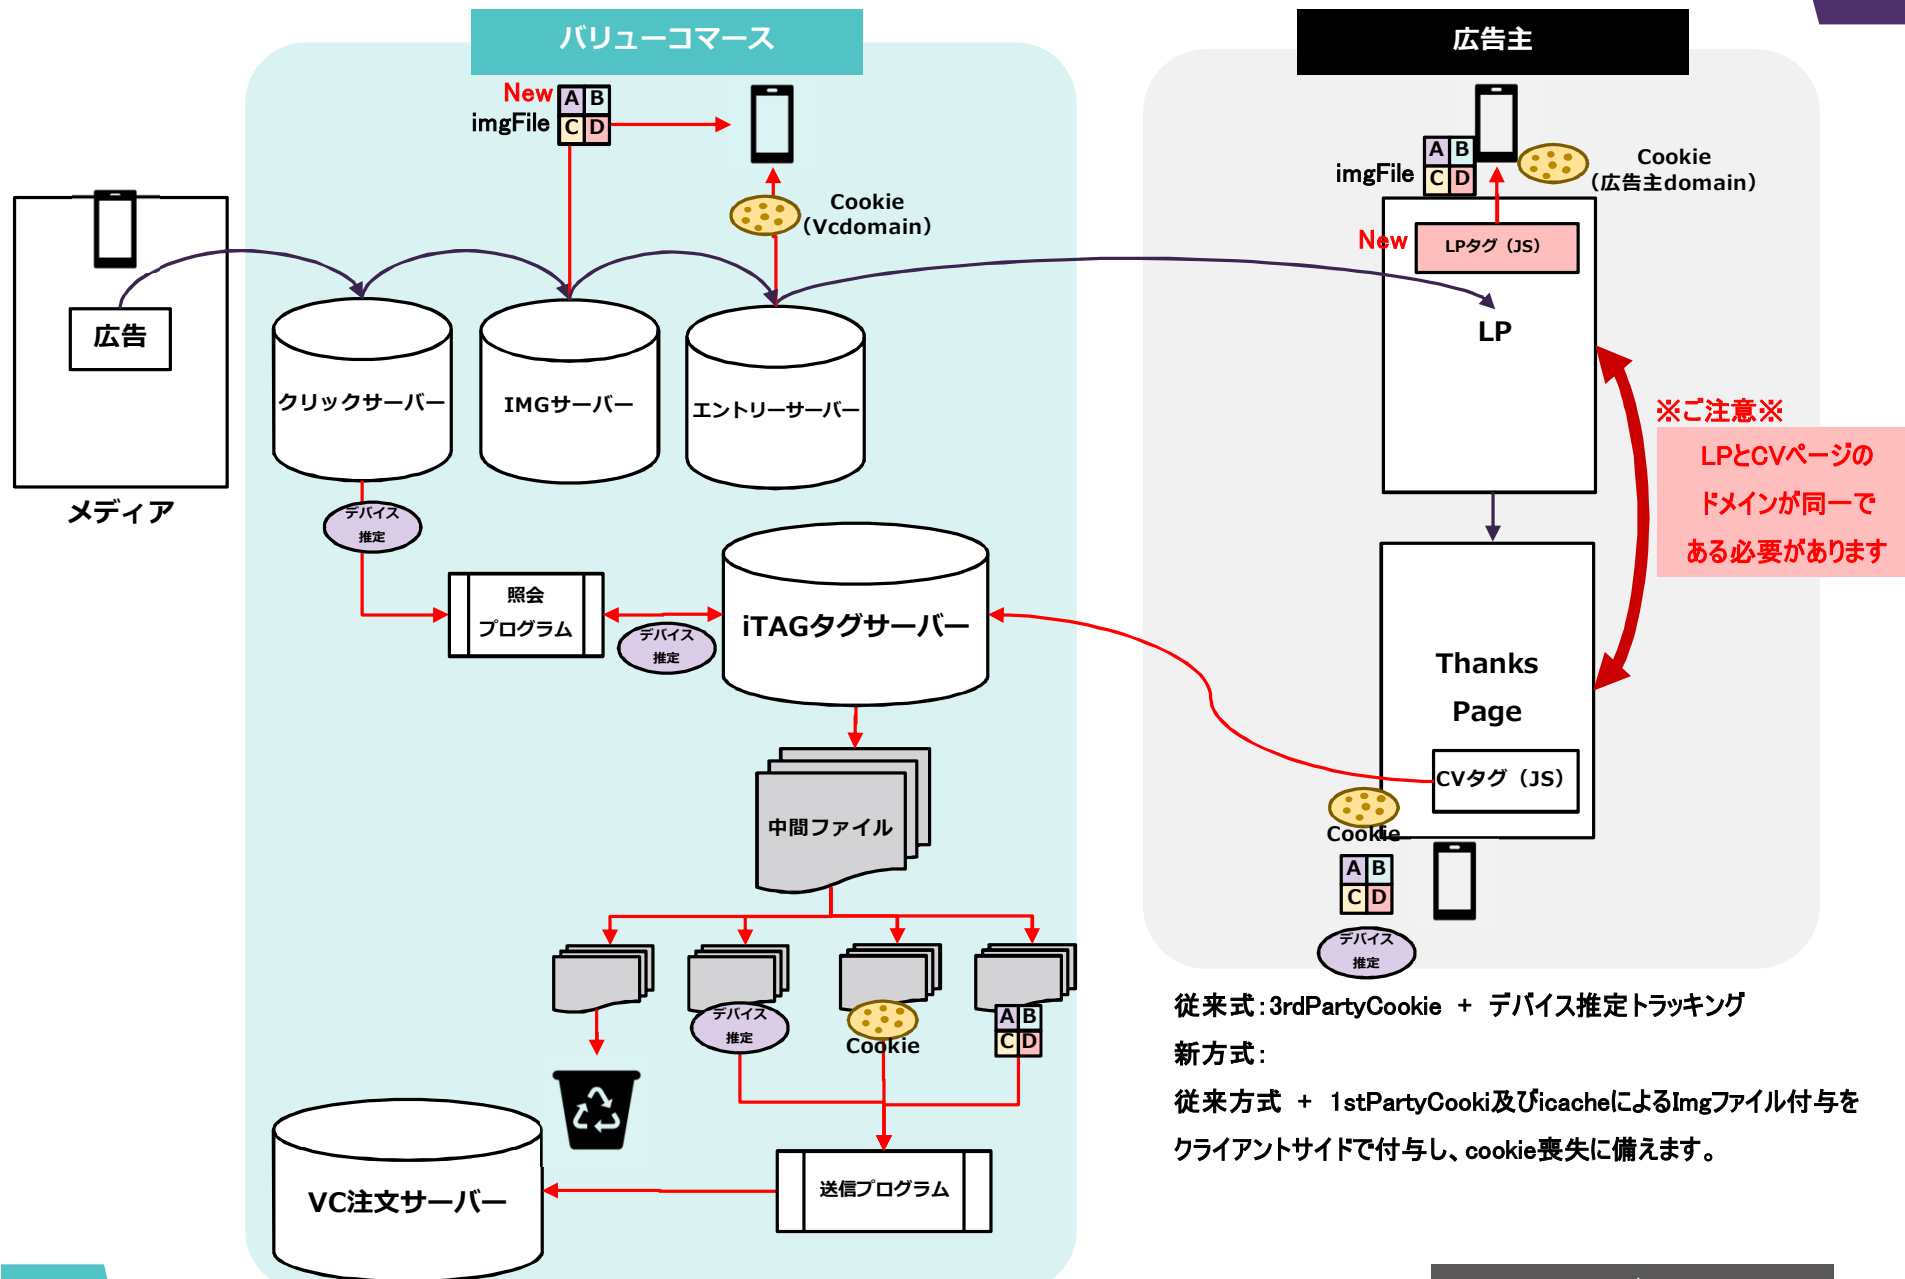 バリューコマース
広告主
New
imgFile
A B
C D
Cookie
（Vcdomain）
imgFile
A B
C D
Cookie
（広告主domain）
New
LPタグ（JS）
広告
メディア
クリックサーバー
IMGサーバー
エントリーサーバー
LP
※ご注意※
LPとCVページの
ドメインが同一で
ある必要があります
デバイス
推定
照会
プログラム
デバイス
推定
iTAGタグサーバー
Thanks
Page
CVタグ（JS）
Cookie
A B
C D
デバイス
推定
中間ファイル
デバイス
推定
Cookie
A B
C D
VC注文サーバー
送信プログラム
従来式：3rdPartyCookie + デバイス推定トラッキング
新方式：
従来方式 + 1stPartyCooki及びicacheによるImgファイル付与を
クライアントサイドで付与し、cookie喪失に備えます。